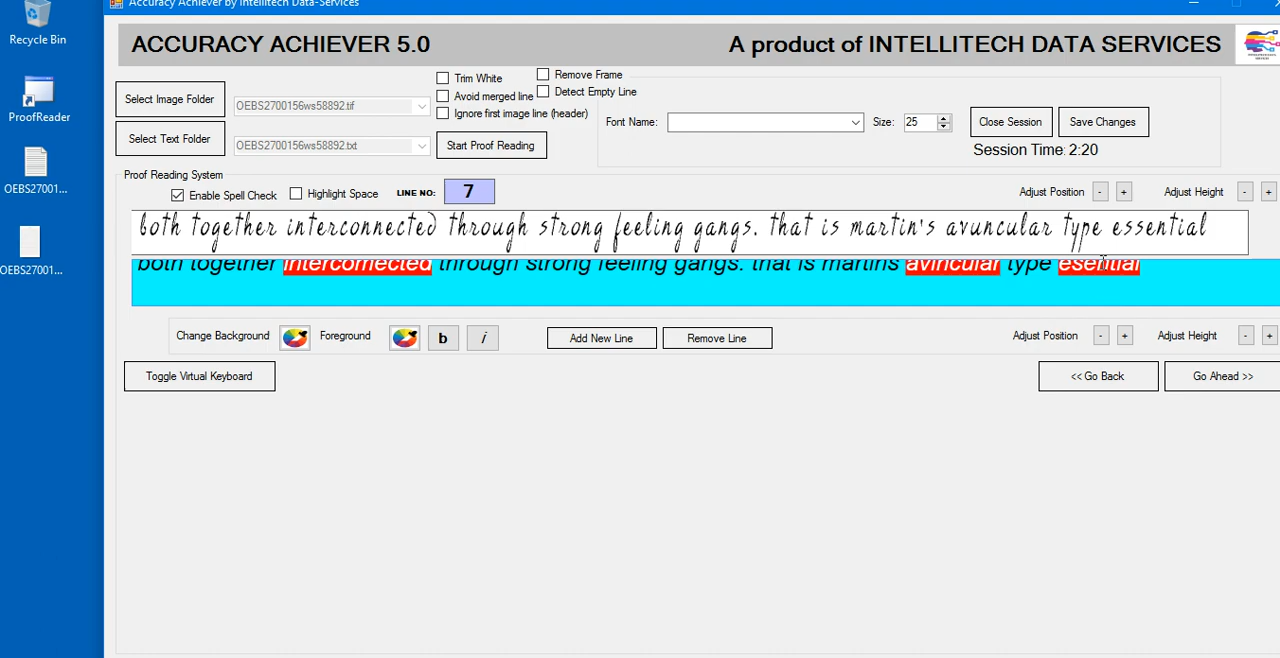 Accuracy Achiever by Intellitech Data-Services
Recycle Bin
ProofReader
OEBS27001...
OEBS27001...
ACCURACY ACHIEVER 5.0
A product of INTELLITECH DATA SERVICES
Select Image Folder
OEBS2700156ws58892.tif
Select Text Folder
OEBS2700156ws58892.txt
Trim White
Remove Frame
Avoid merged line
Detect Empty Line
Ignore first image line (header)
Start Proof Reading
Font Name:
Size:
25
Close Session
Save Changes
Session Time: 2:20
Proof Reading System
Enable Spell Check
Highlight Space
LINE NO:
7
Adjust Position
-
+
Adjust Height
-
+
both together interconnected through strong feeling gangs. that is martin's avuncular type essential
both together interconnected through strong feeling gangs. that is martins avincular type esential
Change Background
Foreground
b
i
Add New Line
Remove Line
Adjust Position
-
+
Adjust Height
-
+
Toggle Virtual Keyboard
<< Go Back
Go Ahead >>